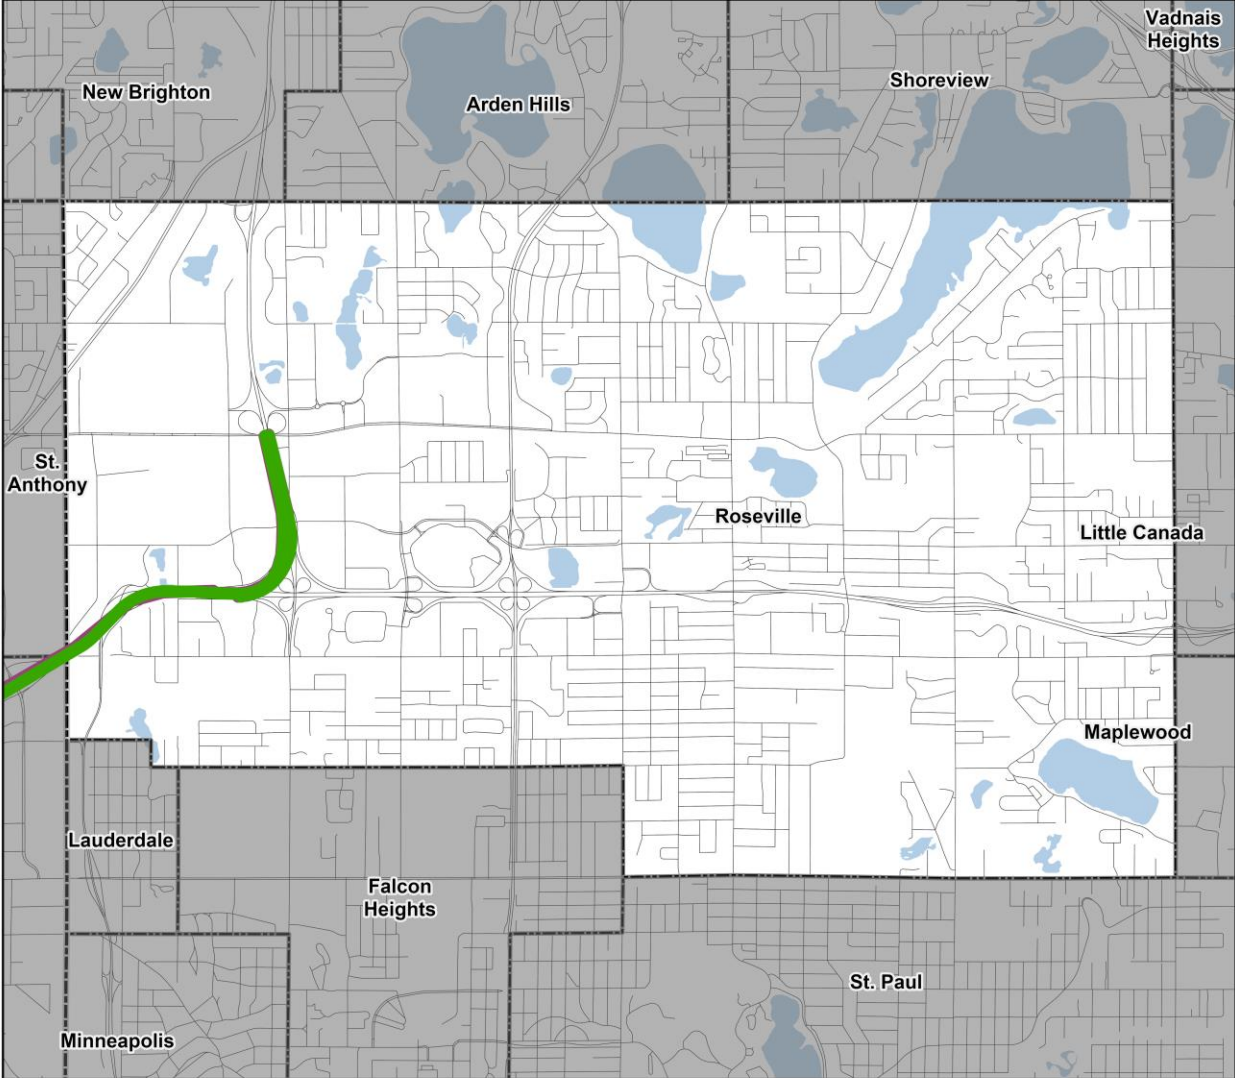 Vadnais
Heights
New Brighton
Arden Hills
Shoreview
St.
Anthony
Roseville
Little Canada
Maplewood
Lauderdale
Falcon
Heights
St. Paul
Minneapolis